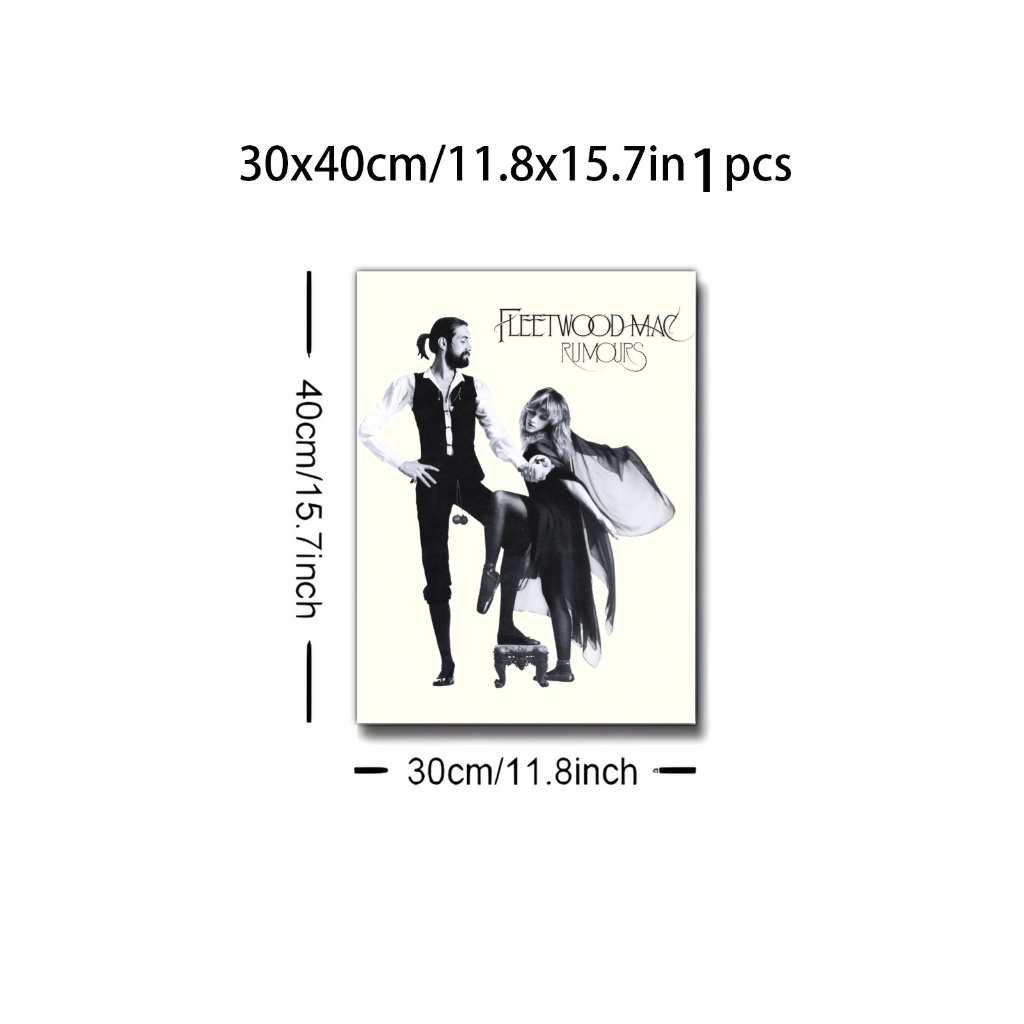 30x40cm/11.8x15.7in 1 pcs
FLEETWOOD MAC
RUMOURS
40cm/15.7inch
30cm/11.8inch